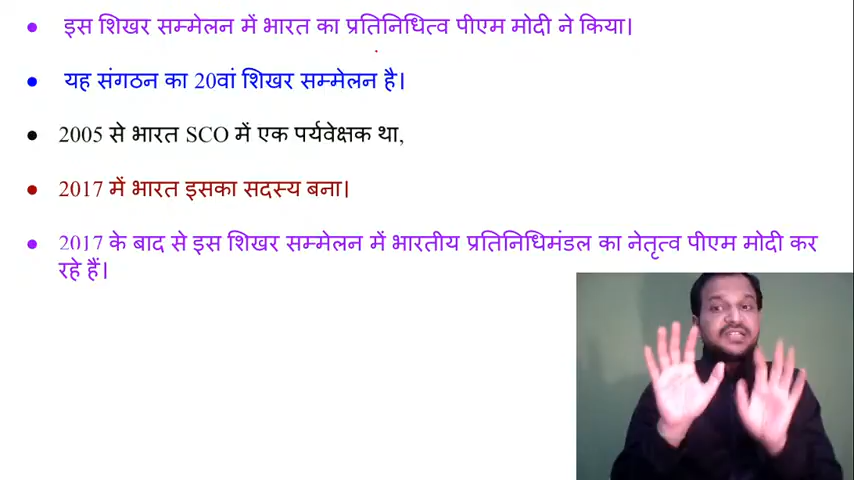 इस शिखर सम्मेलन में भारत का प्रतिनिधित्व पीएम मोदी ने किया।
यह संगठन का 20वां शिखर सम्मेलन है।
2005 से भारत SCO में एक पर्यवेक्षक था,
2017 में भारत इसका सदस्य बना।
2017 के बाद से इस शिखर सम्मेलन में भारतीय प्रतिनिधिमंडल का नेतृत्व पीएम मोदी कर
रहे हैं।